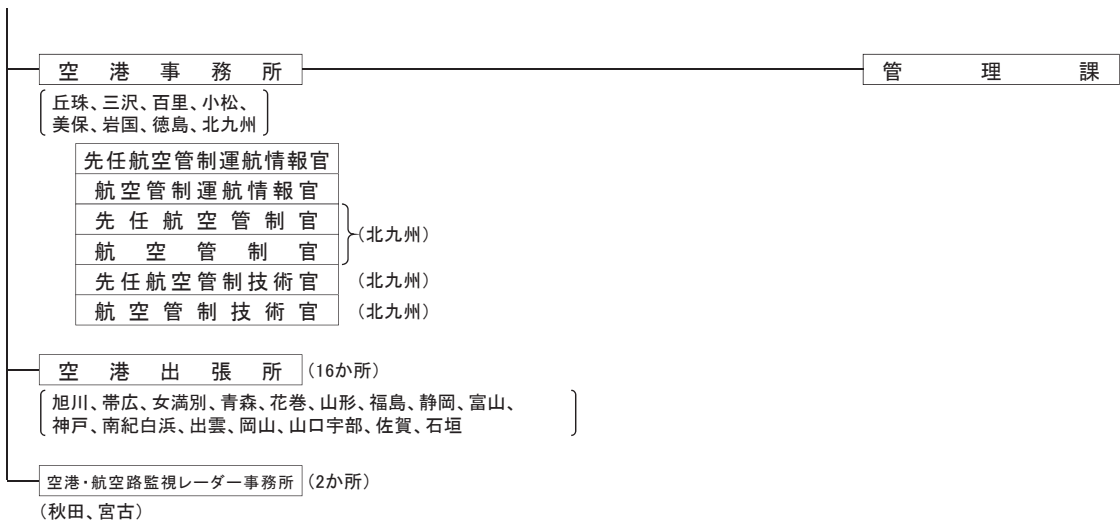 空港事務所
管理課
丘珠、三沢、百里、小松、
美保、岩国、徳島、北九州
先任航空管制運航情報官
航空管制運航情報官
先任航空管制官
航空管制官
(北九州)
先任航空管制技術官 (北九州)
航空管制技術官 (北九州)
空港出張所 (16か所)
旭川、帯広、女満別、青森、花巻、山形、福島、静岡、富山、
神戸、南紀白浜、出雲、岡山、山口宇部、佐賀、石垣
空港・航空路監視レーダー事務所 (2か所)
(秋田、宮古)